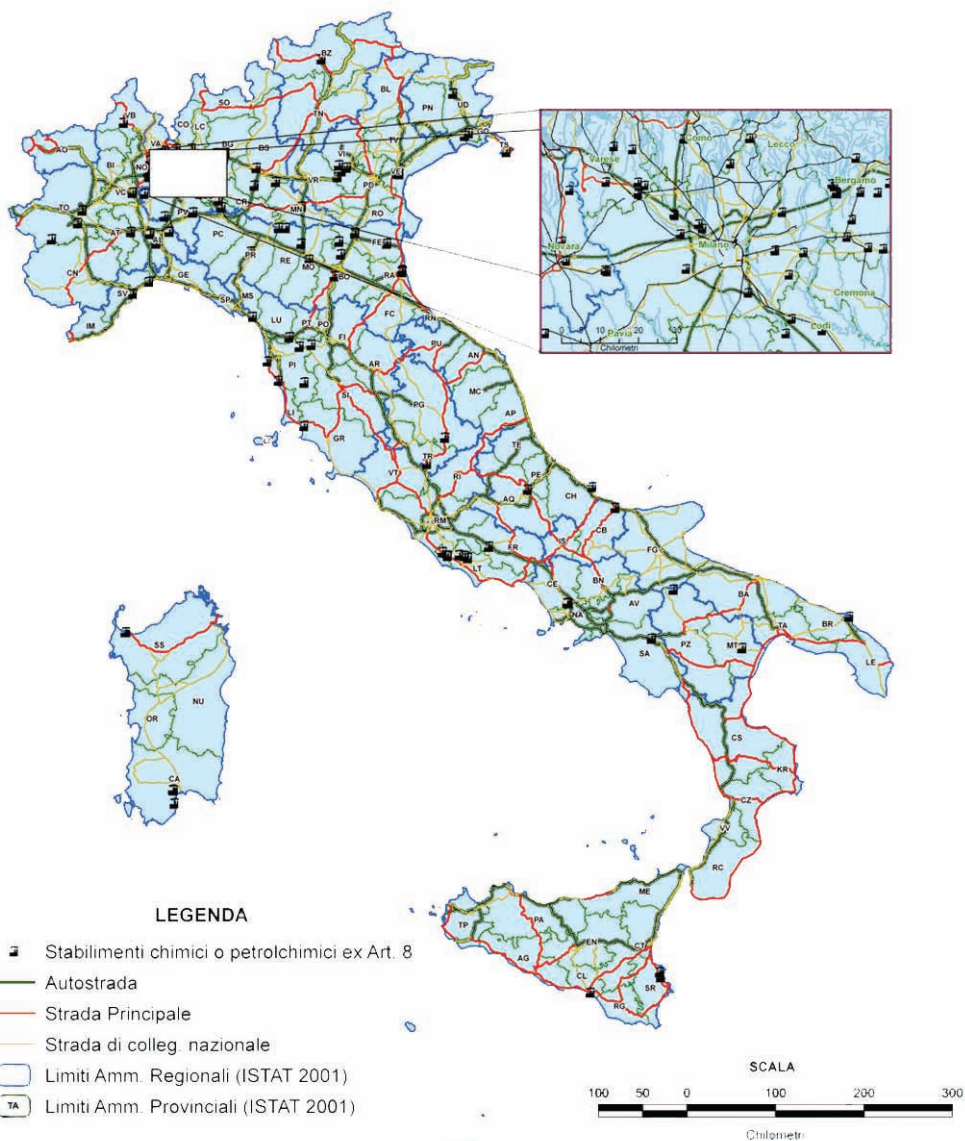 BZ
SO
BL
TN
PN
UD
GO
TS
VB
CO
LC
VA
AO
BI
NO
BG
BS
VI
VR
PD
VE
VC
TO
MN
CR
RO
PV
AT
AL
PC
PR
RE
MO
FE
BO
RA
CN
GE
SV
IM
SP
MS
LU
PT
PO
FI
FC
RN
PU
AN
PI
AR
MC
LI
SI
PG
AP
GR
TR
TE
VT
RI
PE
AQ
CH
RM
FR
IS
CB
FG
LT
CE
BN
NA
AV
BA
SA
PZ
MT
TA
BR
LE
CS
KR
CZ
VV
RC
SS
NU
OR
CA
ME
TP
PA
EN
CT
AG
CL
SR
RG
Como
Lecco
Varese
Bergamo
Novara
Milano
Cremona
Pavia
Lodi
0 5 10 20 30
Chilometri
LEGENDA
Stabilimenti chimici o petrolchimici ex Art. 8
Autostrada
Strada Principale
Strada di colleg. nazionale
Limiti Amm. Regionali (ISTAT 2001)
TA Limiti Amm. Provinciali (ISTAT 2001)
SCALA
100 50 0 100 200 300
Chilometri